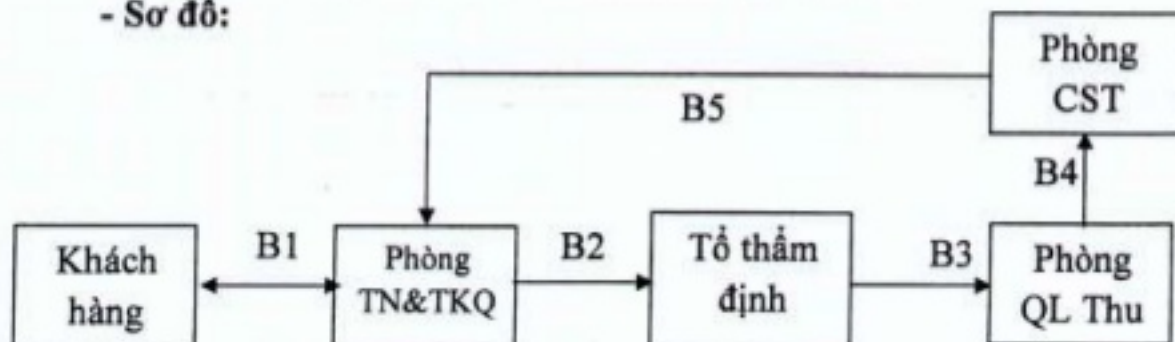 - Sơ đồ:
Phòng
CST
B5
B4
Khách
hàng
B1
Phòng
TN&TKQ
B2
Tổ thẩm
định
B3
Phòng
QL Thu